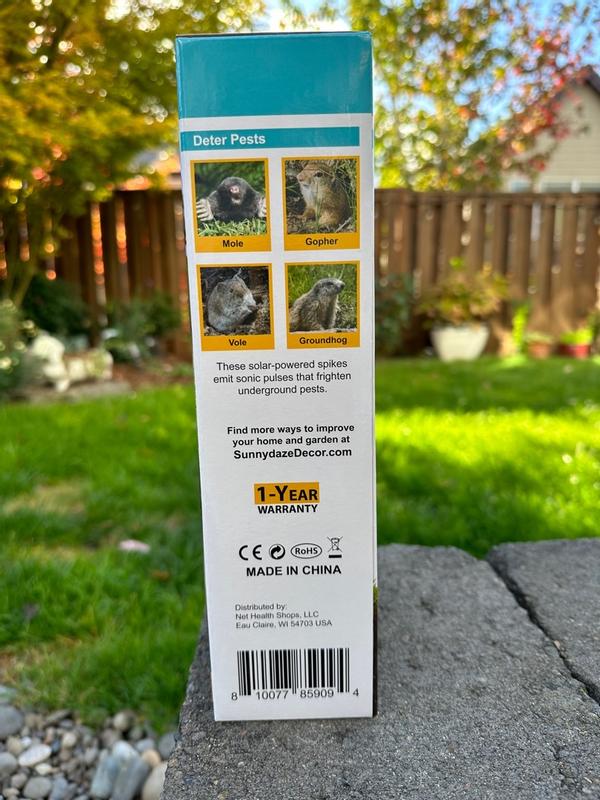 Deter Pests
Mole
Gopher
Vole
Groundhog
These solar-powered spikes
emit sonic pulses that frighten
underground pests.
Find more ways to improve
your home and garden at
SunnydazeDecor.com
1-YEAR
WARRANTY
CE RoHS
MADE IN CHINA
Distributed by:
Net Health Shops, LLC
Eau Claire, WI 54703 USA
8 10077 85909 4